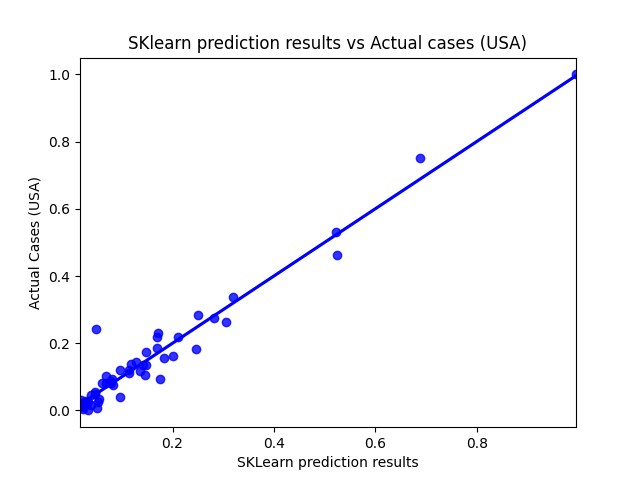 SKlearn prediction results vs Actual cases (USA)
1.0
0.8
0.6
0.4
0.2
0.0
Actual Cases (USA)
0.2 0.4 0.6 0.8
SKLearn prediction results